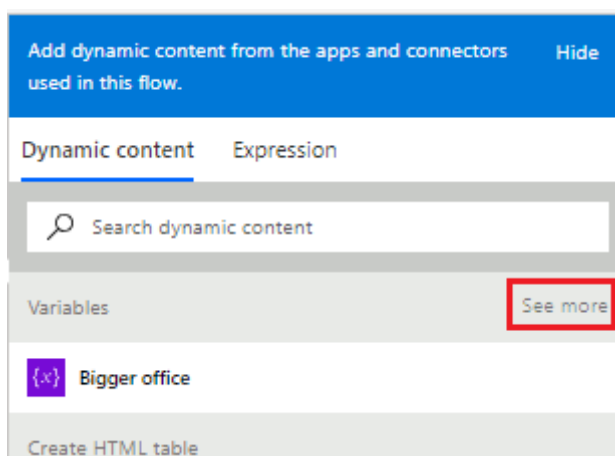 Add dynamic content from the apps and connectors Hide
used in this flow.
Dynamic content Expression
Search dynamic content
Variables See more
{x} Bigger office
Create HTML table